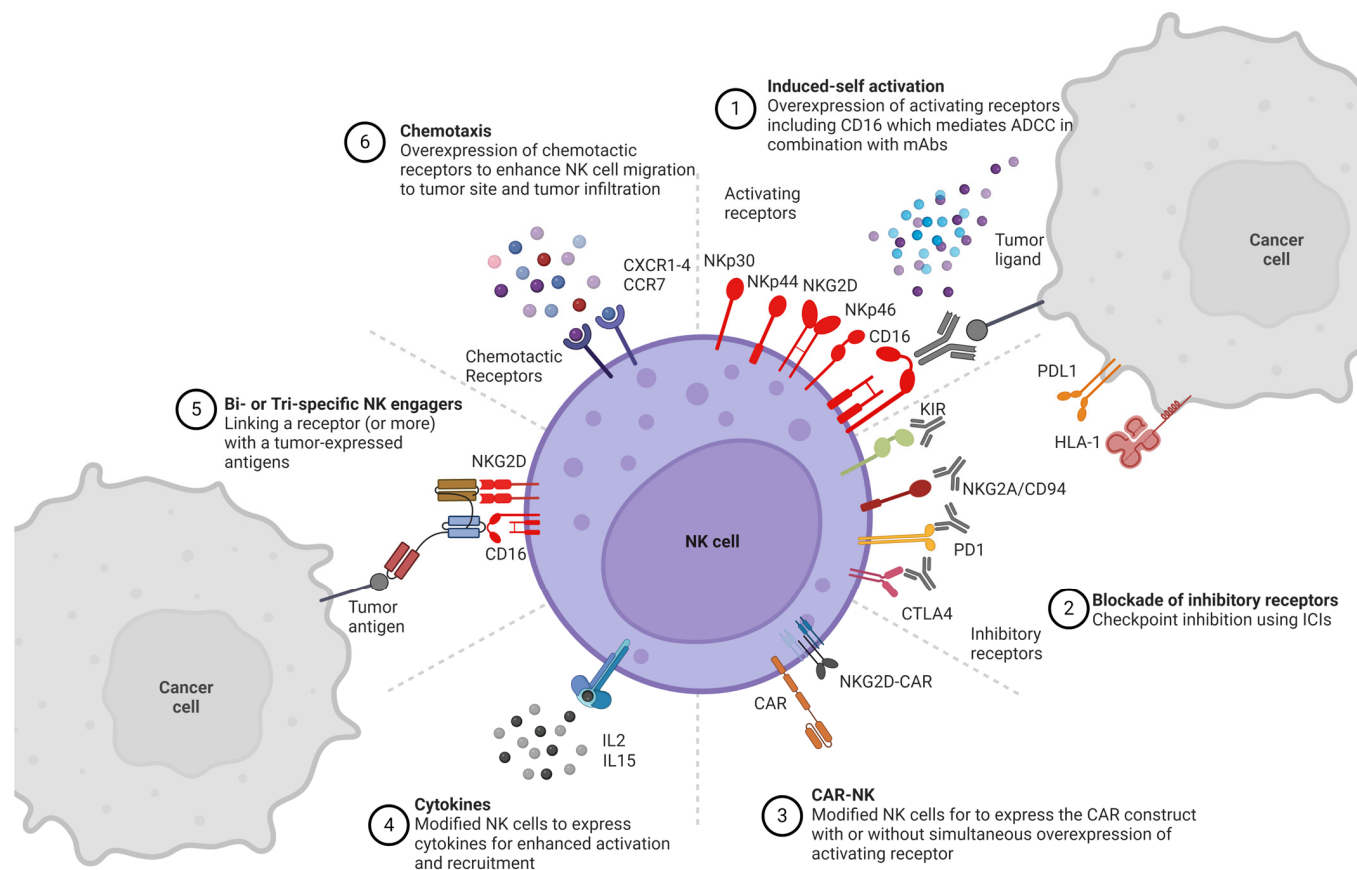 1
Induced-self activation
Overexpression of activating receptors
including CD16 which mediates ADCC in
combination with mAbs
6
Chemotaxis
Overexpression of chemotactic
receptors to enhance NK cell migration
to tumor site and tumor infiltration
Activating
receptors
Tumor
ligand
Cancer
cell
CXCR1-4
CCR7
NKp30
NKp44
NKG2D
NKp46
CD16
Chemotactic
Receptors
PDL1
HLA-1
KIR
NKG2A/CD94
PD1
CTLA4
5
Bi- or Tri-specific NK engagers
Linking a receptor (or more)
with a tumor-expressed
antigens
NKG2D
CD16
NK cell
Tumor
antigen
Cancer
cell
2
Blockade of inhibitory receptors
Checkpoint inhibition using ICIs
Inhibitory
receptors
NKG2D-CAR
CAR
IL2
IL15
4
Cytokines
Modified NK cells to express
cytokines for enhanced activation
and recruitment
3
CAR-NK
Modified NK cells for to express the CAR construct
with or without simultaneous overexpression of
activating receptor